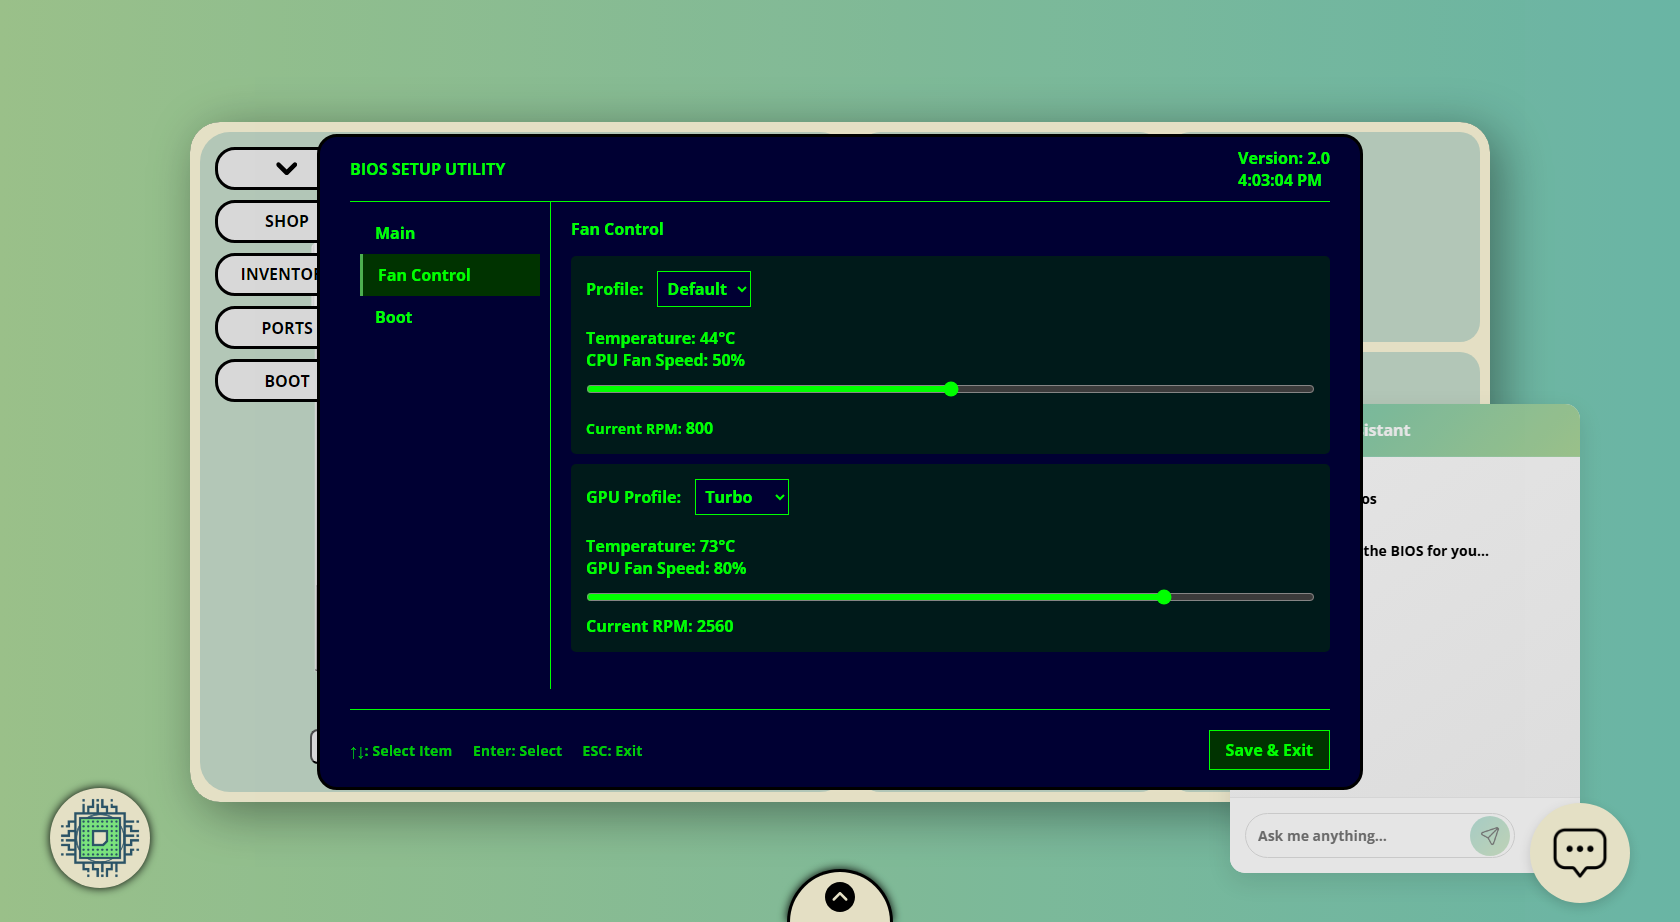 BIOS SETUP UTILITY
Version: 2.0
4:03:04 PM
SHOP
PORTS
BOOT
Main
Fan Control
Boot
Fan Control
Profile: Default
Temperature: 44°C
CPU Fan Speed: 50%
Current RPM: 800
GPU Profile: Turbo
Temperature: 73°C
GPU Fan Speed: 80%
Current RPM: 2560
↑↓: Select Item Enter: Select ESC: Exit
Save & Exit
the BIOS for you...
Ask me anything...